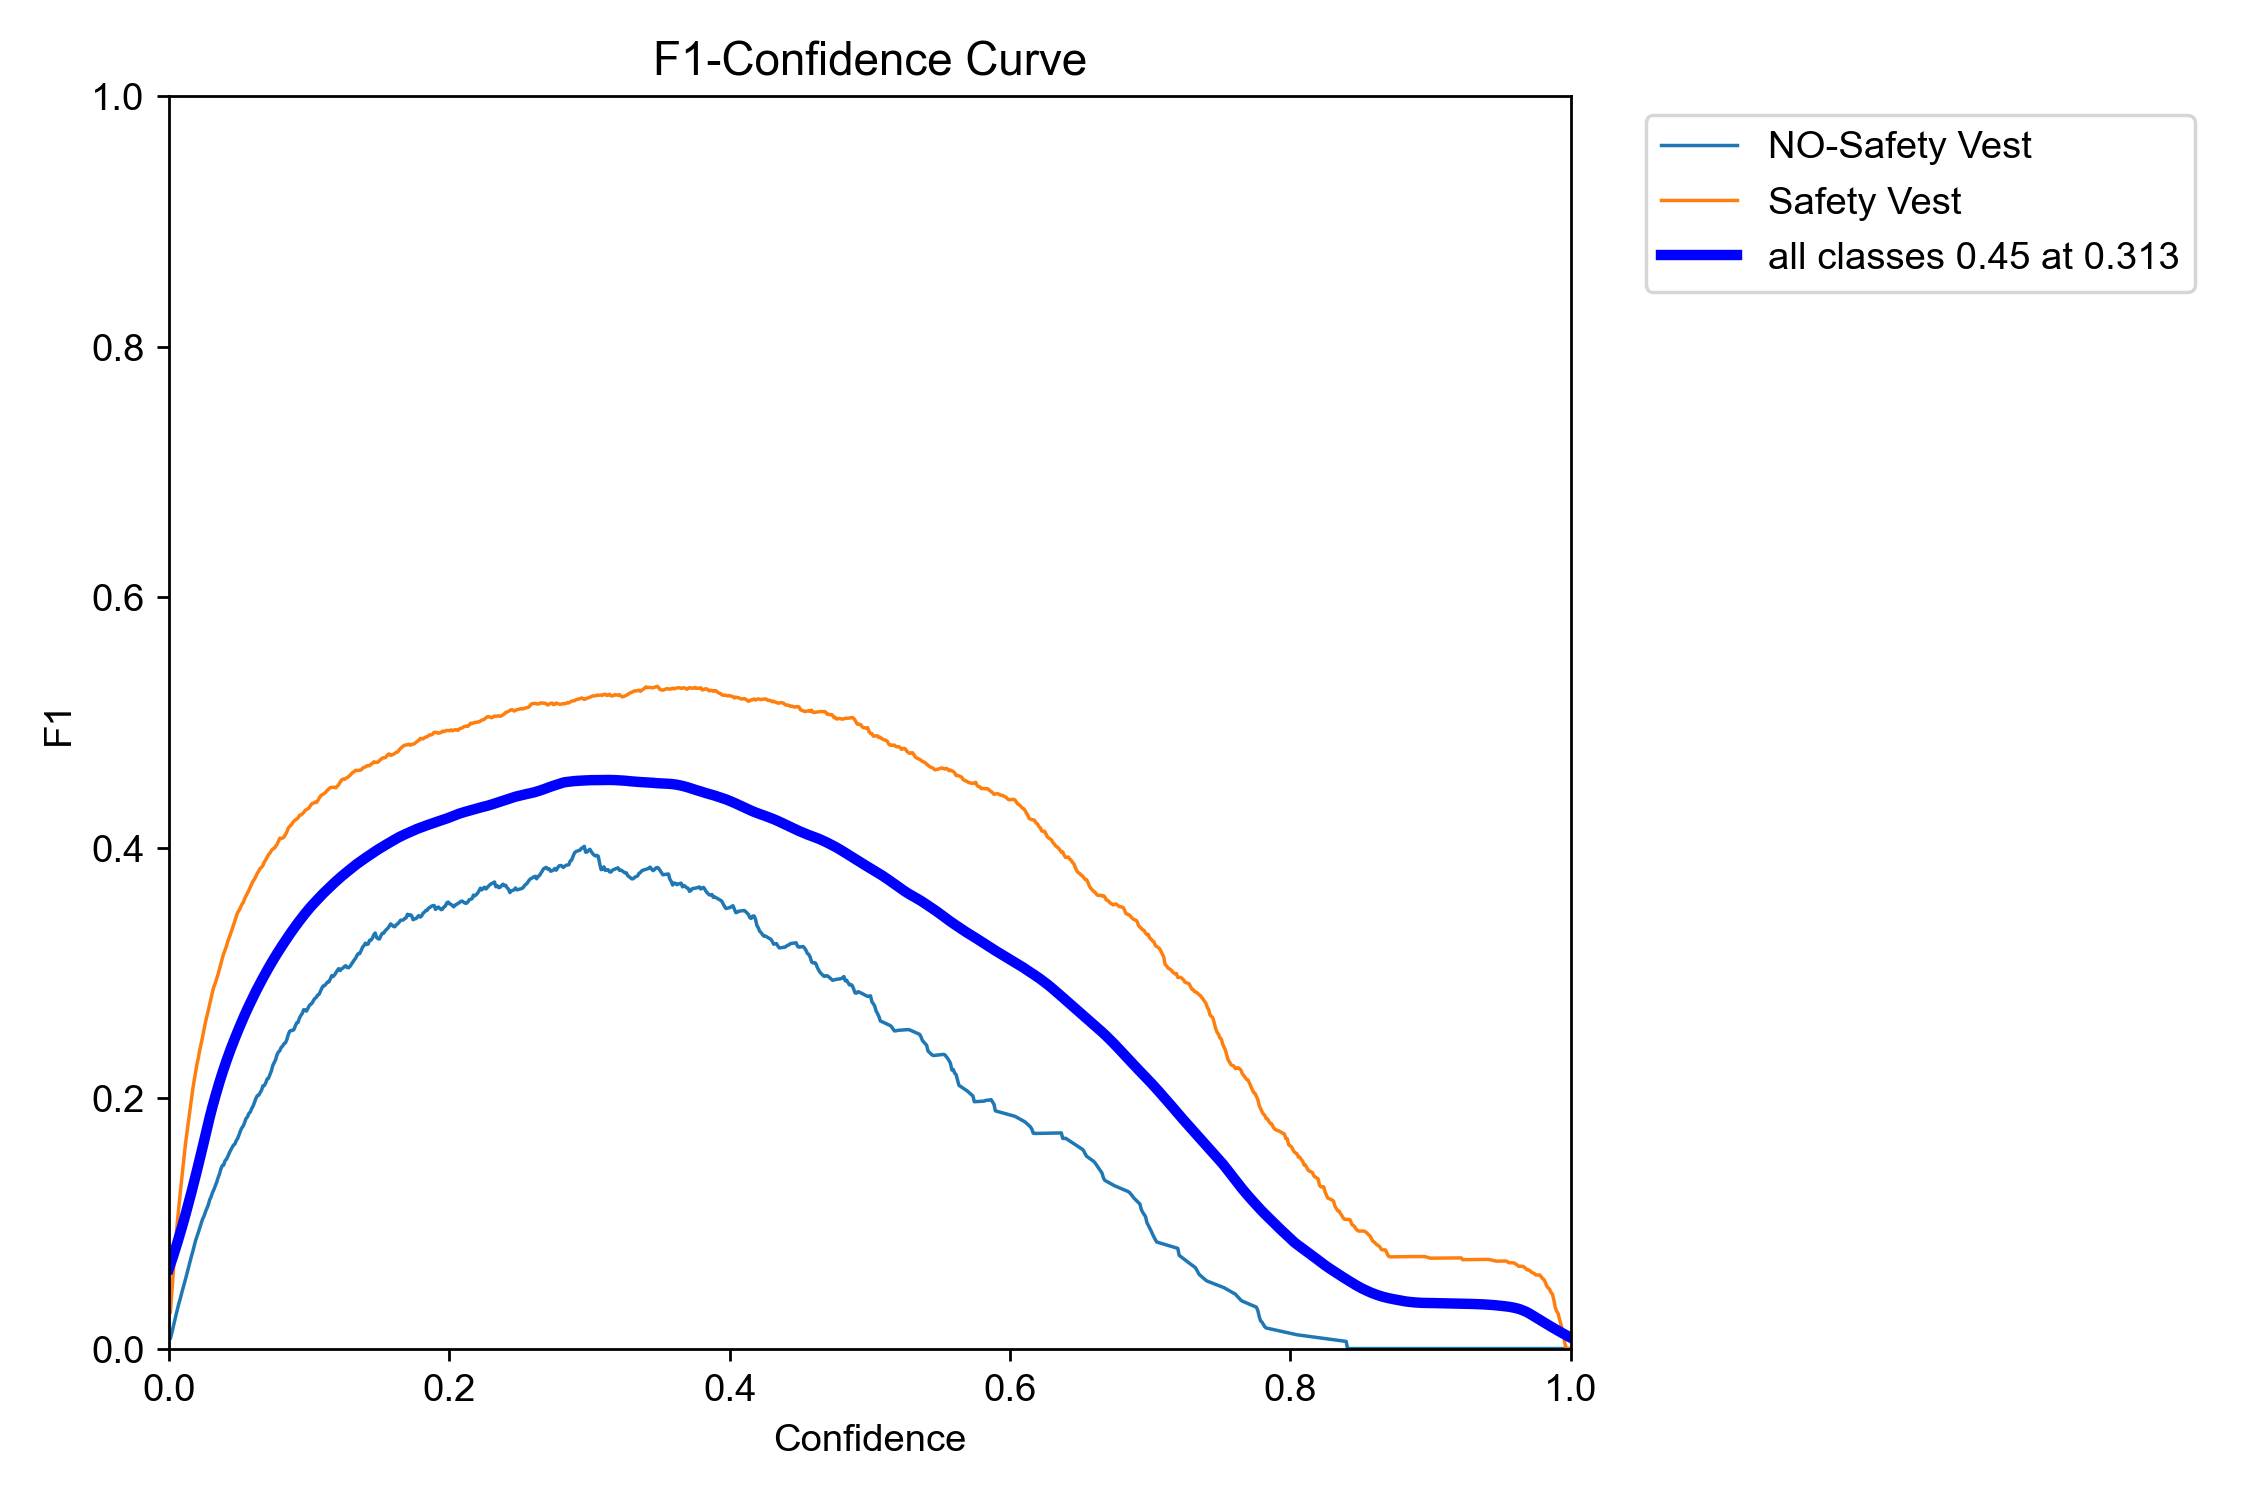 F1-Confidence Curve
1.0
0.8
0.6
0.4
0.2
0.0
F1
0.0 0.2 0.4 0.6 0.8 1.0
Confidence
NO-Safety Vest
Safety Vest
all classes 0.45 at 0.313